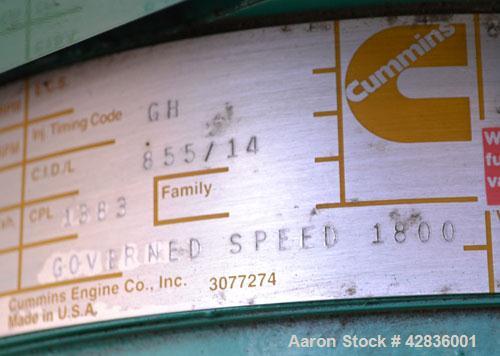 Inj. Timing Code GH
C.I.D./L 855/14
CPL 1883
Family
GOVERNED SPEED 1800
Cummins Engine Co., Inc. 3077274
Made in U.S.A.
Cummins
Aaron Stock # 42836001